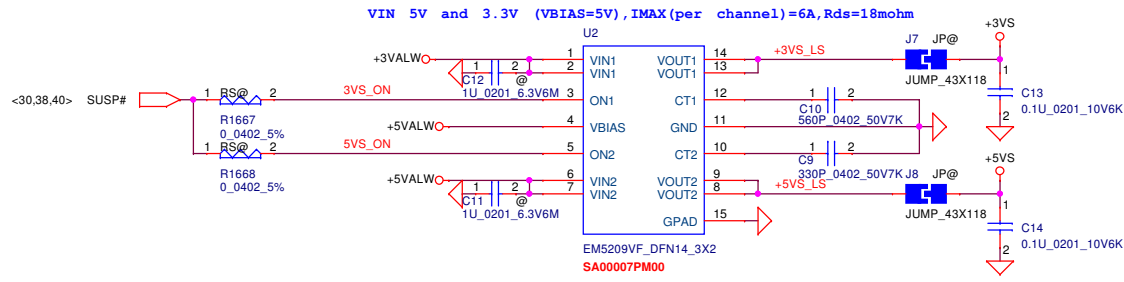 VIN 5V and 3.3V (VBIAS=5V),IMAX(per channel)=6A,Rds=18mohm
U2
+3VALW
1 VIN1
2 VIN1
1 2
C12 @
1U_0201_6.3V6M
<30,38,40> SUSP#
1 RS@ 2
R1667
0_0402_5%
3VS_ON
3 ON1
+5VALW
4 VBIAS
1 RS@ 2
R1668
0_0402_5%
5VS_ON
5 ON2
+5VALW
6 VIN2
7 VIN2
1 2
C11 @
1U_0201_6.3V6M
VOUT1 14
VOUT1 13
CT1 12
GND 11
CT2 10
VOUT2 9
VOUT2 8
GPAD 15
EM5209VF_DFN14_3X2
SA00007PM00
+3VS_LS
J7 JP@
JUMP_43X118
+3VS
1
C13
0.1U_0201_10V6K
2
1 2
C10
560P_0402_50V7K
1 2
C9
330P_0402_50V7K
+5VS_LS
J8 JP@
JUMP_43X118
+5VS
1
C14
0.1U_0201_10V6K
2